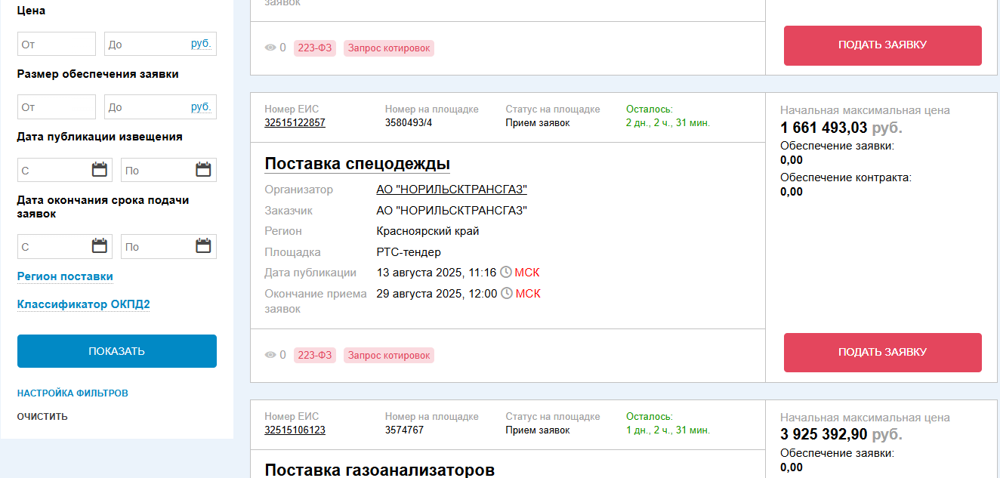 Цена
От
До
руб.
Размер обеспечения заявки
От
До
руб.
Дата публикации извещения
С
По
Дата окончания срока подачи
заявок
С
По
Регион поставки
Классификатор ОКПД2
ПОКАЗАТЬ
НАСТРОЙКА ФИЛЬТРОВ
ОЧИСТИТЬ
заявок
0 223-ФЗ Запрос котировок
ПОДАТЬ ЗАЯВКУ
Номер ЕИС
32515122857
Номер на площадке
3580493/4
Статус на площадке
Прием заявок
Осталось:
2 дн., 2 ч., 31 мин.
Поставка спецодежды
Организатор АО "НОРИЛЬСКТРАНСГАЗ"
Заказчик АО "НОРИЛЬСКТРАНСГАЗ"
Регион Красноярский край
Площадка РТС-тендер
Дата публикации 13 августа 2025, 11:16 МСК
Окончание приема 29 августа 2025, 12:00 МСК
заявок
0 223-ФЗ Запрос котировок
Начальная максимальная цена
1 661 493,03 руб.
Обеспечение заявки:
0,00
Обеспечение контракта:
0,00
ПОДАТЬ ЗАЯВКУ
Номер ЕИС
32515106123
Номер на площадке
3574767
Статус на площадке
Прием заявок
Осталось:
1 дн., 2 ч., 31 мин.
Поставка газоанализаторов
Начальная максимальная цена
3 925 392,90 руб.
Обеспечение заявки:
0,00